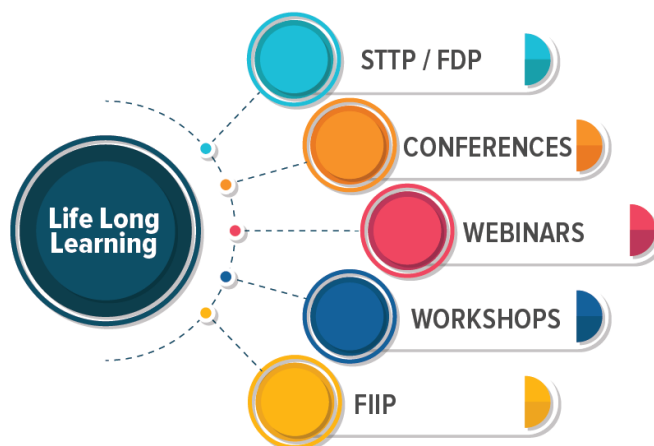 Life Long
Learning
STTP / FDP
CONFERENCES
WEBINARS
WORKSHOPS
FIIP